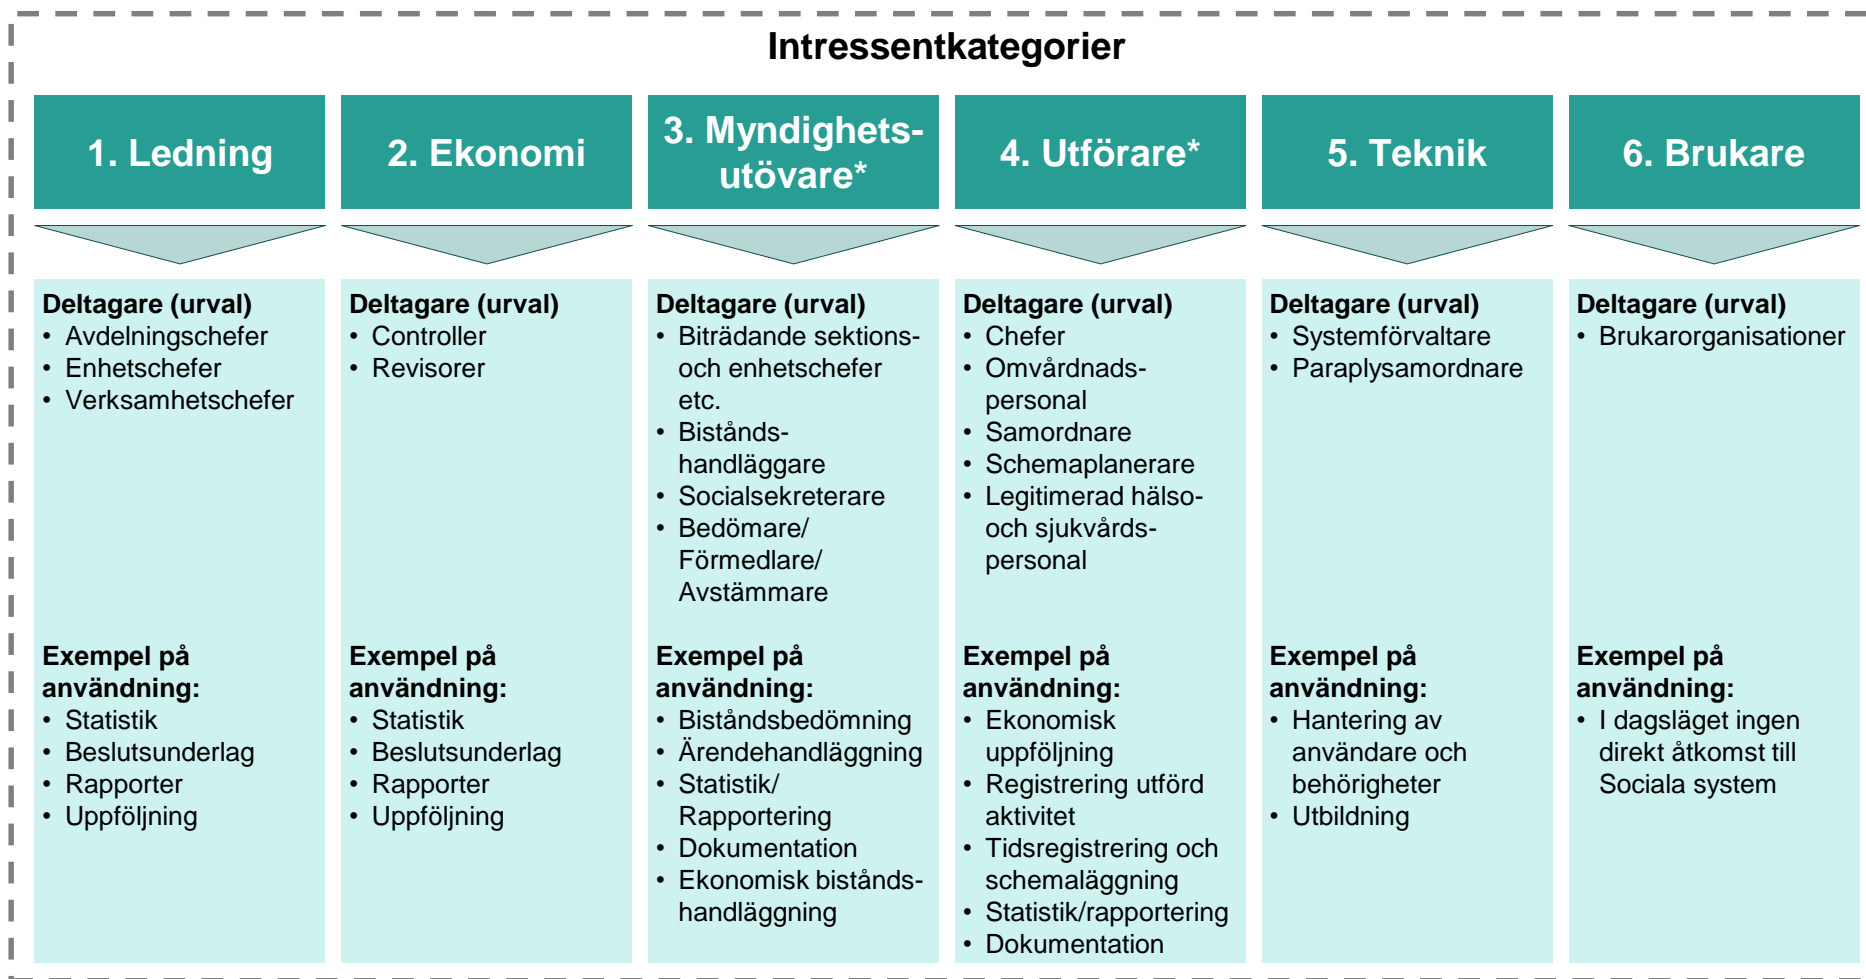 Intressentkategorier
1. Ledning
2. Ekonomi
3. Myndighets-
utövare*
4. Utförare*
5. Teknik
6. Brukare
Deltagare (urval)
• Avdelningschefer
• Enhetschefer
• Verksamhetschefer
Exempel på
användning:
• Statistik
• Beslutsunderlag
• Rapporter
• Uppföljning
Deltagare (urval)
• Controller
• Revisorer
Exempel på
användning:
• Statistik
• Beslutsunderlag
• Rapporter
• Uppföljning
Deltagare (urval)
• Biträdande sektions-
och enhetschefer
etc.
• Bistånds-
handläggare
• Socialsekreterare
• Bedömare/
Förmedlare/
Avstämmare
Exempel på
användning:
• Biståndsbedömning
• Ärendehandläggning
• Statistik/
Rapportering
• Dokumentation
• Ekonomisk bistånds-
handläggning
Deltagare (urval)
• Chefer
• Omvårdnads-
personal
• Samordnare
• Schemaplanerare
• Legitimerad hälso-
och sjukvårds-
personal
Exempel på
användning:
• Ekonomisk
uppföljning
• Registrering utförd
aktivitet
• Tidsregistrering och
schemaläggning
• Statistik/rapportering
• Dokumentation
Deltagare (urval)
• Systemförvaltare
• Paraplysamordnare
Exempel på
användning:
• Hantering av
användare och
behörigheter
• Utbildning
Deltagare (urval)
• Brukarorganisationer
Exempel på
användning:
• I dagsläget ingen
direkt åtkomst till
Sociala system